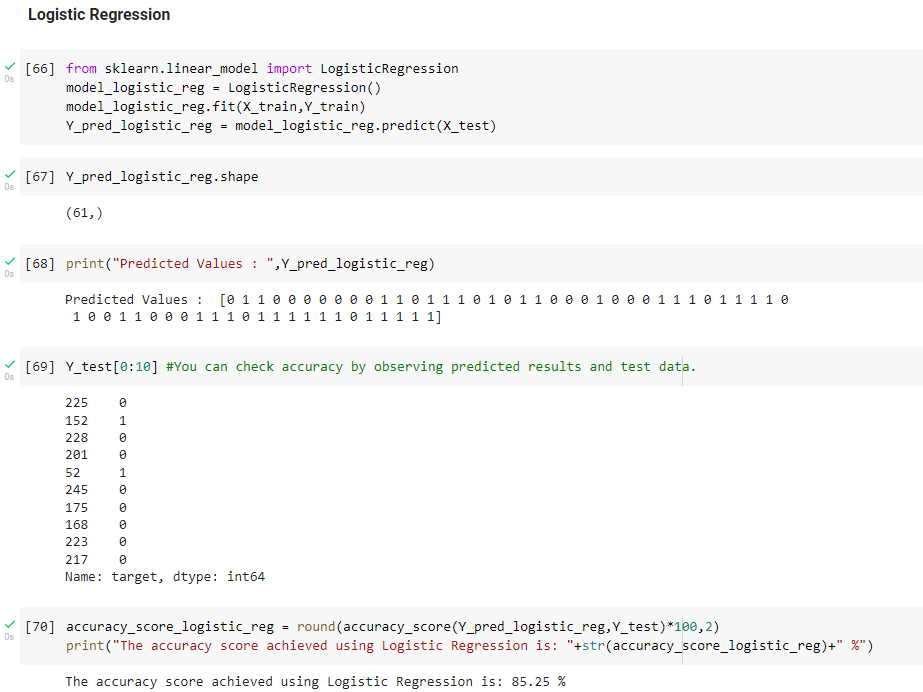 Logistic Regression
[66] from sklearn.linear_model import LogisticRegression
model_logistic_reg = LogisticRegression()
model_logistic_reg.fit(X_train,Y_train)
Y_pred_logistic_reg = model_logistic_reg.predict(X_test)
0s
[67] Y_pred_logistic_reg.shape
0s
(61,)
[68] print("Predicted Values : ",Y_pred_logistic_reg)
0s
Predicted Values :  [0 1 1 0 0 0 0 0 0 0 1 1 0 1 1 1 0 1 0 1 1 0 0 0 1 0 0 0 1 1 1 0 1 1 1 1 0
1 0 0 1 1 0 0 0 1 1 1 0 1 1 1 1 1 1 0 1 1 1 1 1]
[69] Y_test[0:10] #You can check accuracy by observing predicted results and test data.
0s
225 0
152 1
228 0
201 0
52 1
245 0
175 0
168 0
223 0
217 0
Name: target, dtype: int64
[70] accuracy_score_logistic_reg = round(accuracy_score(Y_pred_logistic_reg,Y_test)*100,2)
0s
print("The accuracy score achieved using Logistic Regression is: "+str(accuracy_score_logistic_reg)+" %")
The accuracy score achieved using Logistic Regression is: 85.25 %